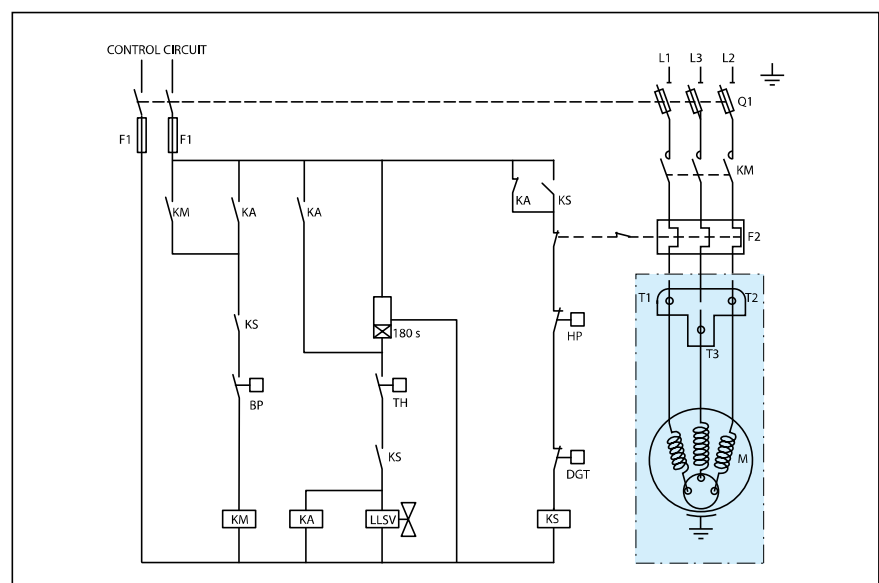 CONTROL CIRCUIT
L1 L3 L2
Q1
F1 F1
KM
KM KA KA KA KS
F2
T1 T2
180 s
KS HP
T3
BP TH
KS M
DGT
KM KA LLSV KS